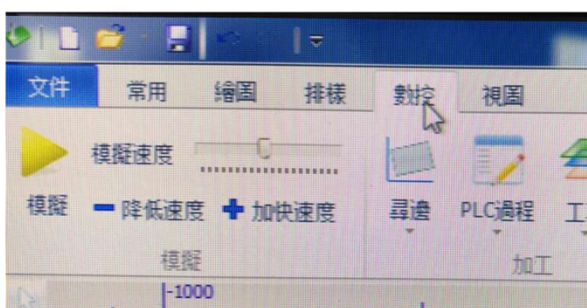 文件 常用 繪圖 排樣 數控 視圖
模擬速度
模擬 降低速度 加快速度 尋邊 PLC過程
模擬 加工
-1000